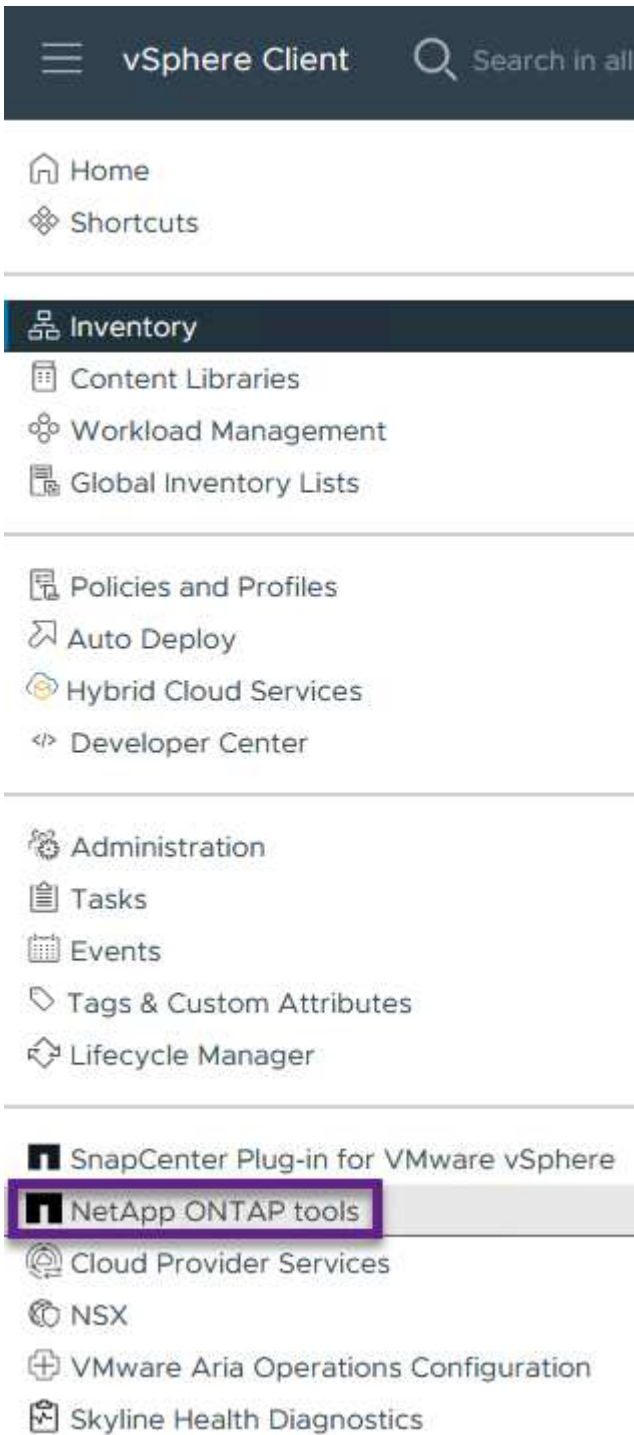 vSphere Client
Search in all
Home
Shortcuts
Inventory
Content Libraries
Workload Management
Global Inventory Lists
Policies and Profiles
Auto Deploy
Hybrid Cloud Services
</> Developer Center
Administration
Tasks
Events
Tags & Custom Attributes
Lifecycle Manager
SnapCenter Plug-in for VMware vSphere
NetApp ONTAP tools
Cloud Provider Services
NSX
VMware Aria Operations Configuration
Skyline Health Diagnostics